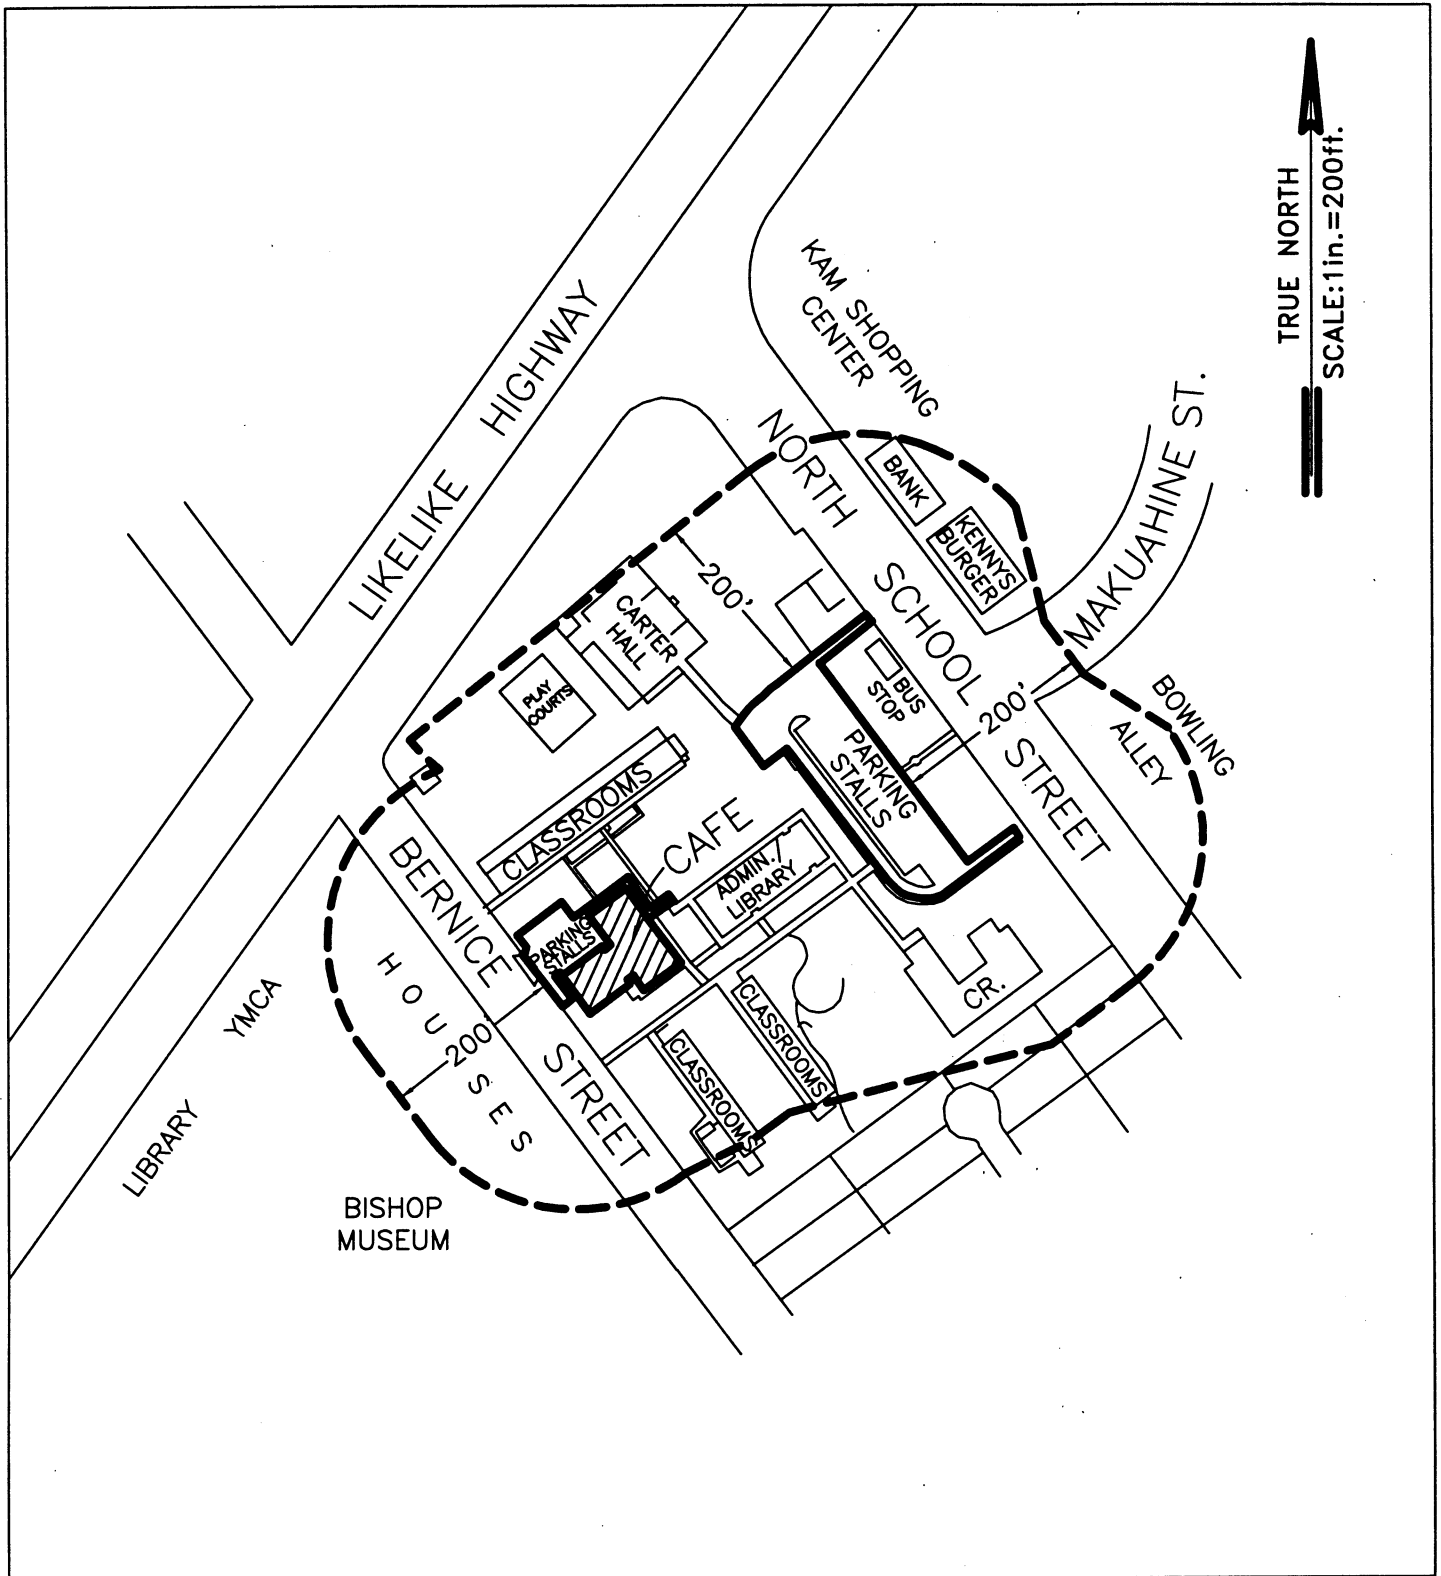 TRUE NORTH
SCALE:1in.=200ft.
KAM SHOPPING
CENTER
LIKELIKE HIGHWAY
NORTH SCHOOL STREET
BANK
KENNYS
BURGER
MAKUAHINE ST.
CARTER
HALL
200'
PLAY
COURTS
BUS
STOP
200'
BOWLING
ALLEY
PARKING
STALLS
CLASSROOMS
CAFE
ADMIN./
LIBRARY
BERNICE STREET
PARKING
STALLS
HOUSES
200'
CR.
CLASSROOMS
CLASSROOMS
YMCA
LIBRARY
BISHOP
MUSEUM